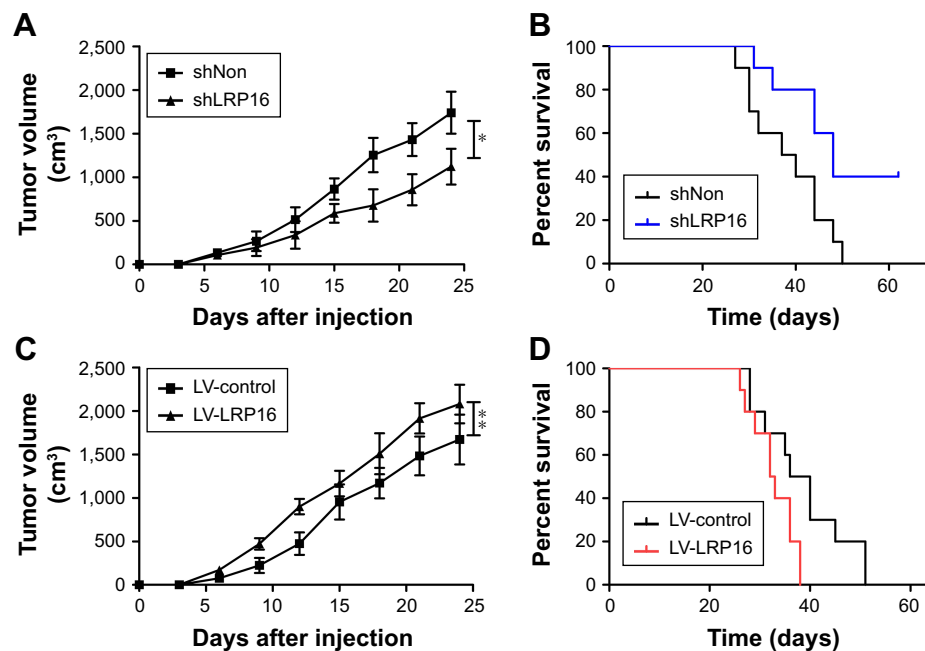 A
Tumor volume
(cm³)
2,500
2,000
1,500
1,000
500
0
shNon
shLRP16
*
0 5 10 15 20 25
Days after injection
B
Percent survival
100
80
60
40
20
0
shNon
shLRP16
0 20 40 60
Time (days)
C
Tumor volume
(cm³)
2,500
2,000
1,500
1,000
500
0
LV-control
LV-LRP16
**
0 5 10 15 20 25
Days after injection
D
Percent survival
100
80
60
40
20
0
LV-control
LV-LRP16
0 20 40 60
Time (days)